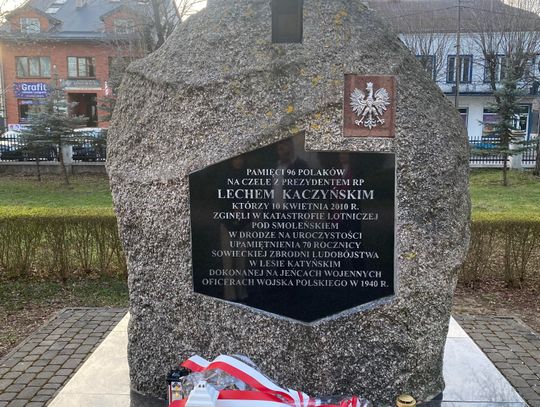 Grafit
PAMIĘCI 96 POLAKÓW
NA CZELE Z PREZYDENTEM RP
LECHEM KACZYŃSKIM
KTÓRZY 10 KWIETNIA 2010 R.
ZGINĘLI W KATASTROFIE LOTNICZEJ
POD SMOLEŃSKIEM
W DRODZE NA UROCZYSTOŚCI
UPAMIĘTNIENIA 70 ROCZNICY
SOWIECKIEJ ZBRODNI LUDOBÓJSTWA
W LESIE KATYŃSKIM
DOKONANEJ NA JEŃCACH WOJENNYCH
OFICERACH WOJSKA POLSKIEGO W 1940 R.